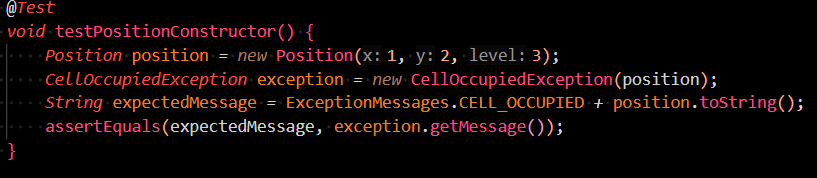 @Test
void testPositionConstructor() {
    Position position = new Position(x: 1, y: 2, level: 3);
    CellOccupiedException exception = new CellOccupiedException(position);
    String expectedMessage = ExceptionMessages.CELL_OCCUPIED + position.toString();
    assertEquals(expectedMessage, exception.getMessage());
}